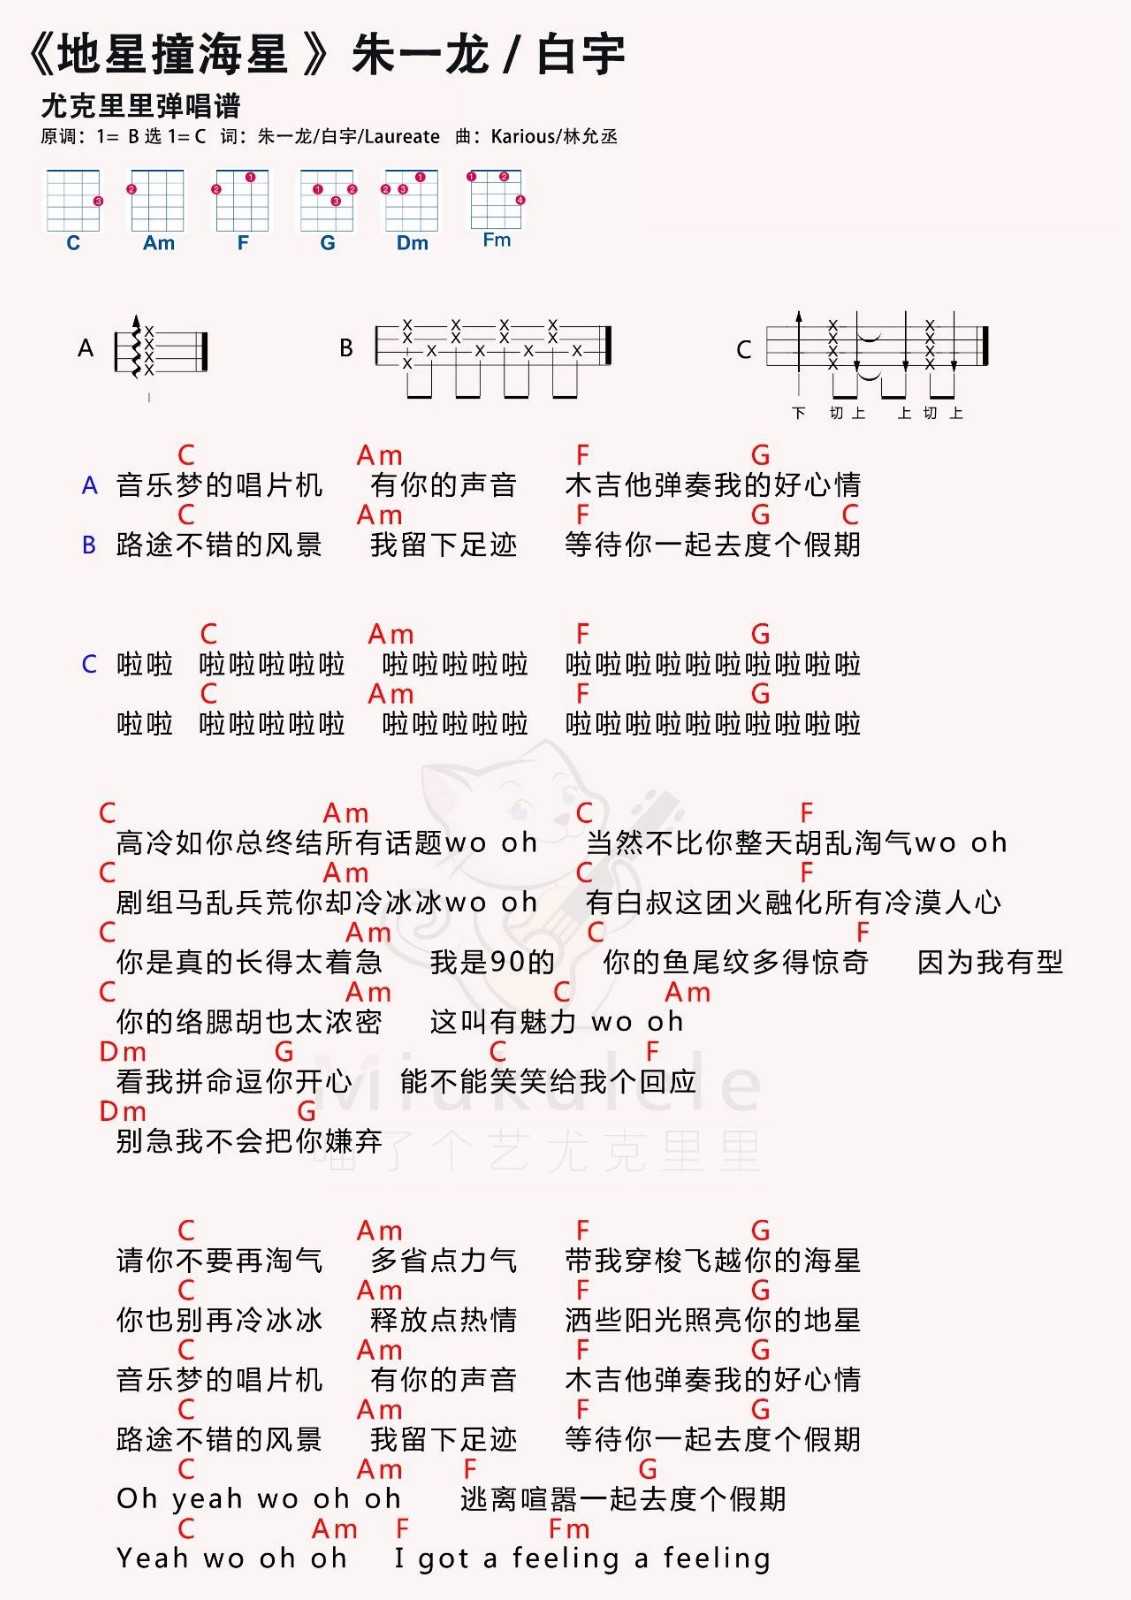 《地星撞海星 》朱一龙 / 白宇
尤克里里弹唱谱
原调：1= B 选 1= C 词：朱一龙/白宇/Laureate 曲：Karious/林允丞
C Am F G Dm Fm
A B C
下 切 上 上 切 上
C Am F G
A 音乐梦的唱片机 有你的声音 木吉他弹奏我的好心情
C Am F G C
B 路途不错的风景 我留下足迹 等待你一起去度个假期
C Am F G
C 啦啦 啦啦啦啦啦 啦啦啦啦啦 啦啦啦啦啦啦啦啦啦啦
C Am F G
啦啦 啦啦啦啦啦 啦啦啦啦啦 啦啦啦啦啦啦啦啦啦啦
C Am C F
高冷如你总终结所有话题wo oh 当然不比你整天胡乱淘气wo oh
C Am C F
剧组马乱兵荒你却冷冰冰wo oh 有白叔这团火融化所有冷漠人心
C Am C F
你是真的长得太着急 我是90的 你的鱼尾纹多得惊奇 因为我有型
C Am C Am
你的络腮胡也太浓密 这叫有魅力 wo oh
Dm G C F
看我拼命逗你开心 能不能笑笑给我个回应
Miukulele
Dm G
别急我不会把你嫌弃
喵了个艺尤克里里
C Am F G
请你不要再淘气 多省点力气 带我穿梭飞越你的海星
C Am F G
你也别再冷冰冰 释放点热情 洒些阳光照亮你的地星
C Am F G
音乐梦的唱片机 有你的声音 木吉他弹奏我的好心情
C Am F G
路途不错的风景 我留下足迹 等待你一起去度个假期
C Am F G
Oh yeah wo oh oh 逃离喧嚣一起去度个假期
C Am F Fm
Yeah wo oh oh I got a feeling a feeling